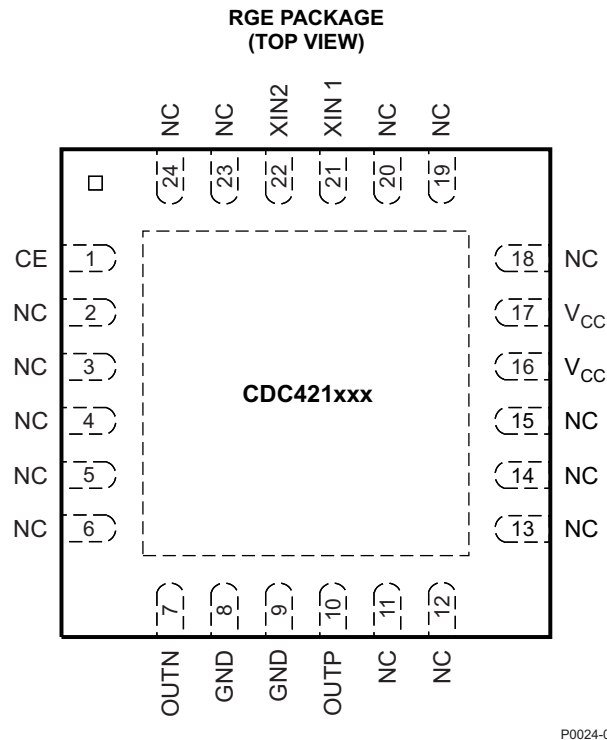 RGE PACKAGE
(TOP VIEW)
NC
NC
XIN2
XIN 1
NC
NC
24
23
22
21
20
19
CE 1
NC 2
NC 3
NC 4
NC 5
NC 6
18 NC
17 VCC
16 VCC
15 NC
14 NC
13 NC
CDC421xxx
7
8
9
10
11
12
OUTN
GND
GND
OUTP
NC
NC